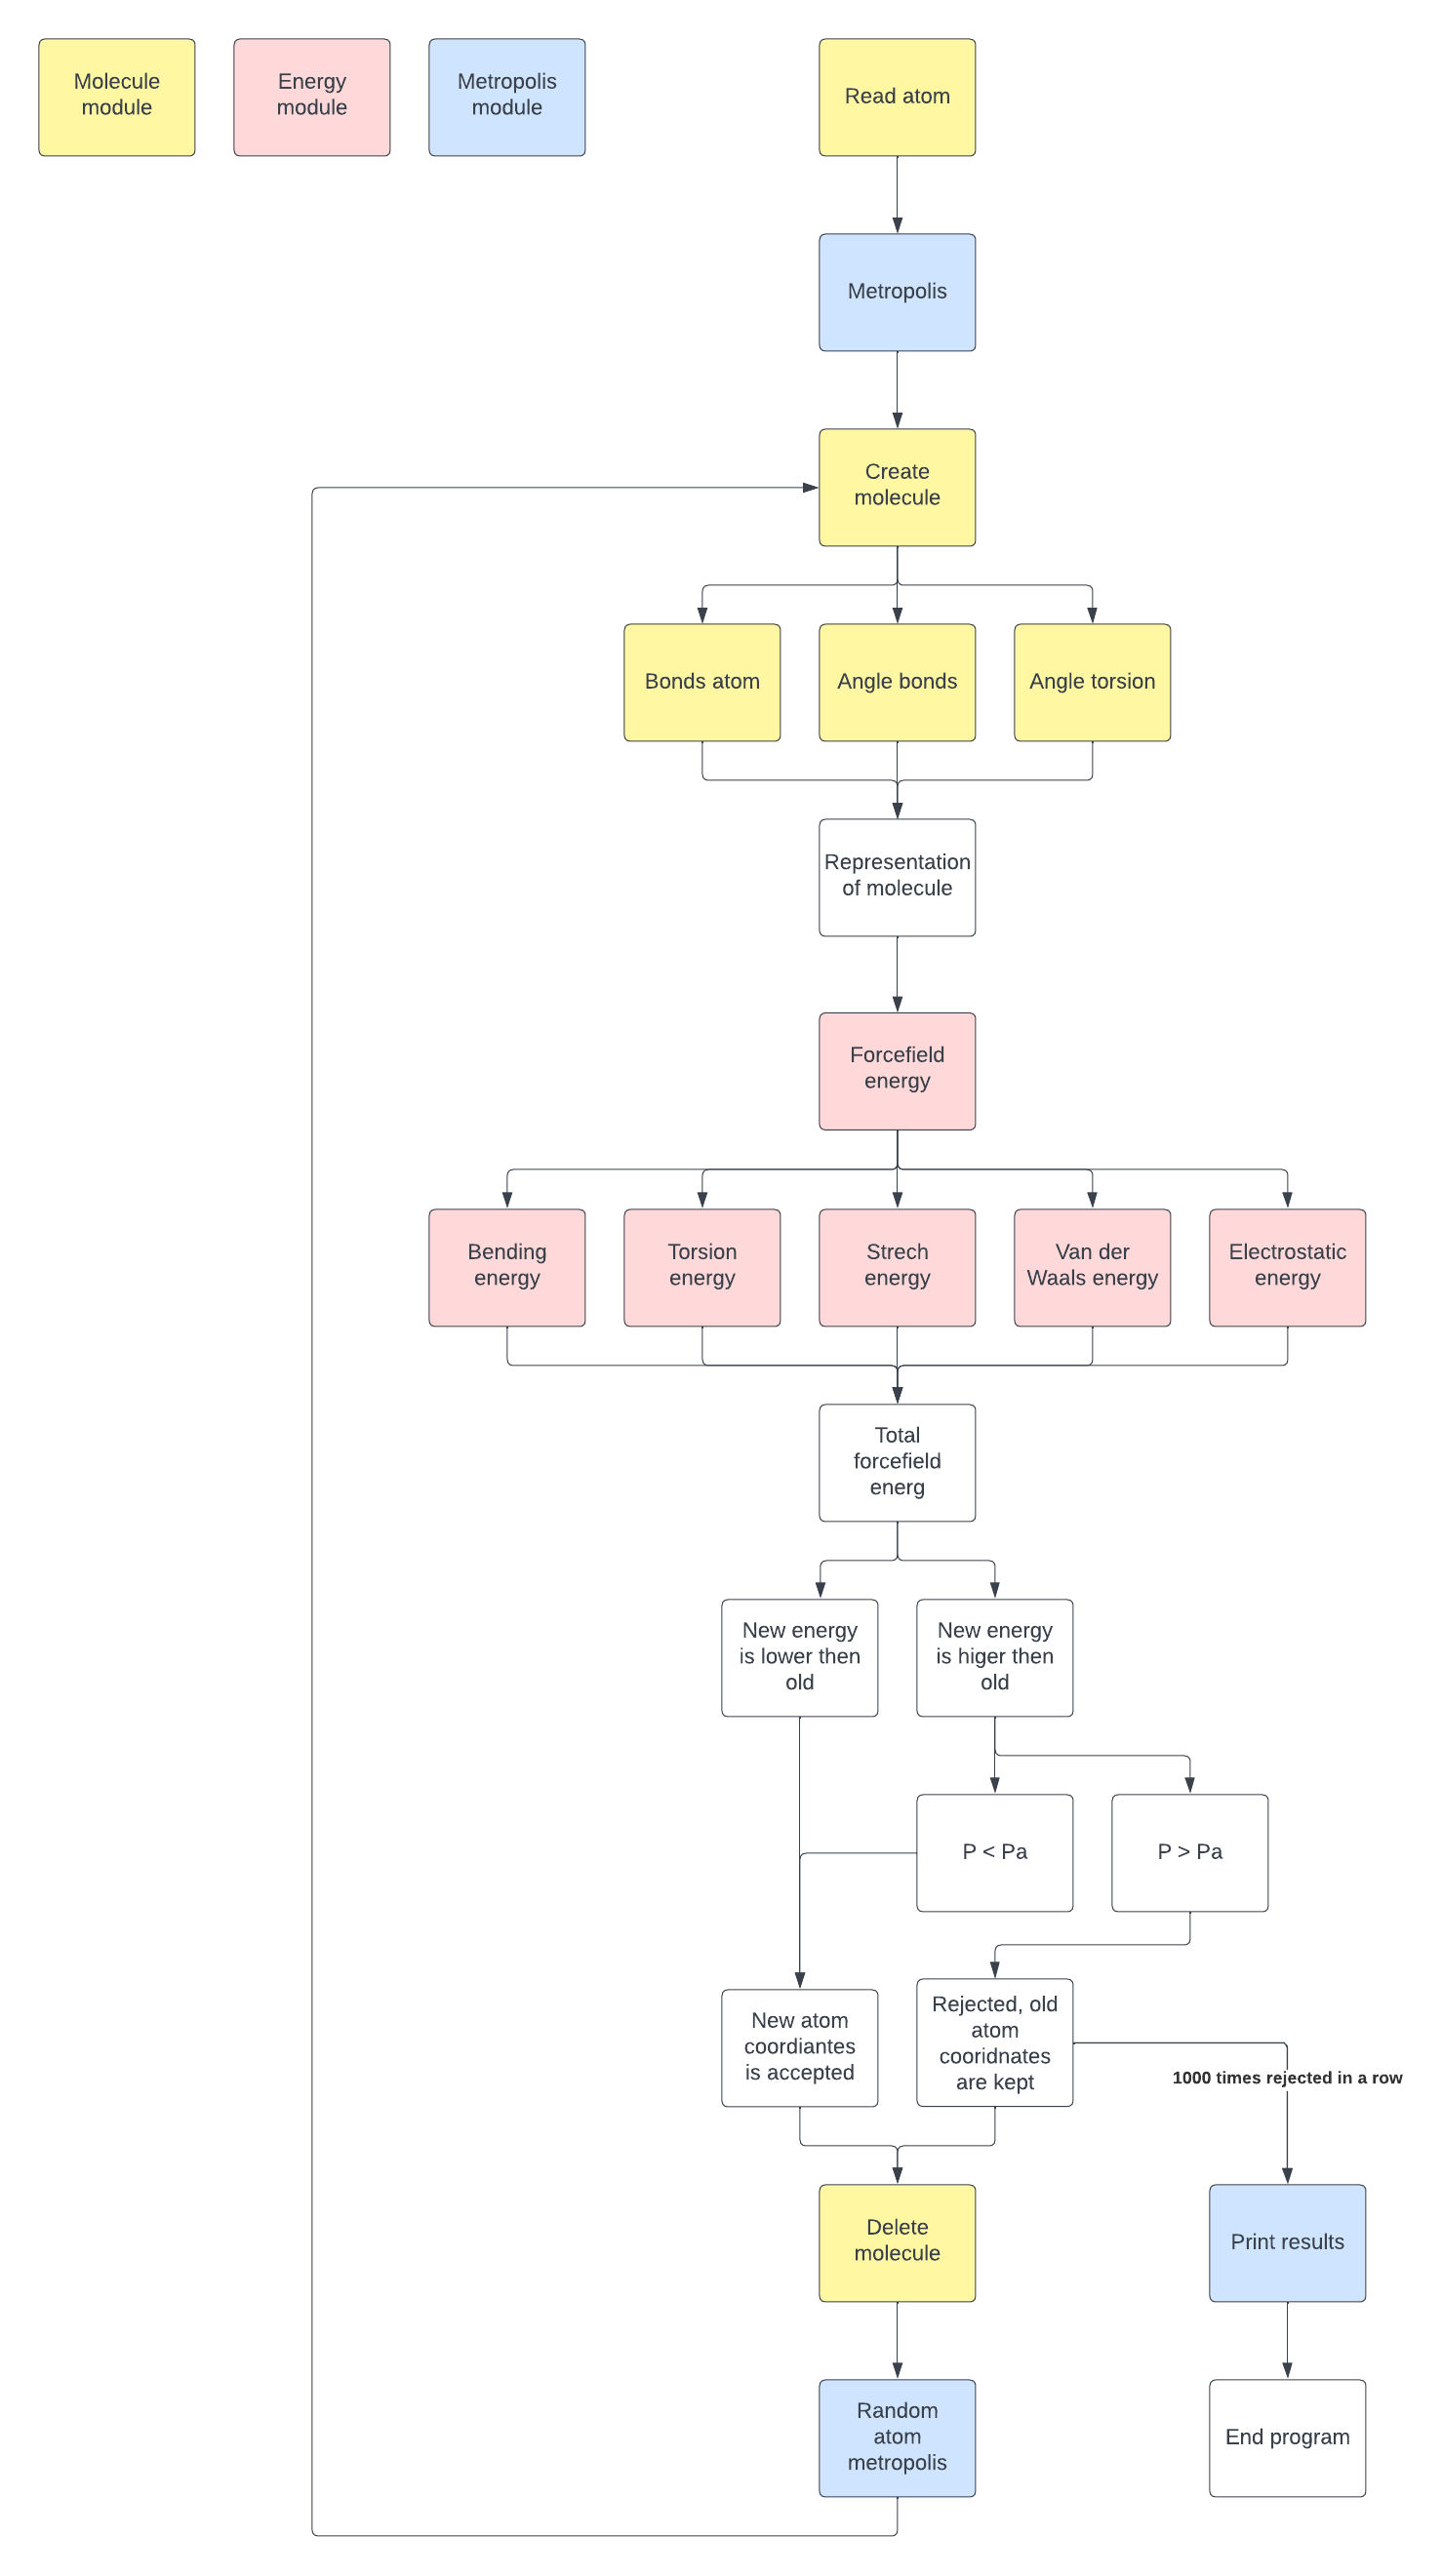 Molecule
module
Energy
module
Metropolis
module
Read atom
Metropolis
Create
molecule
Bonds atom
Angle bonds
Angle torsion
Representation
of molecule
Forcefield
energy
Bending
energy
Torsion
energy
Strech
energy
Van der
Waals energy
Electrostatic
energy
Total
forcefield
energ
New energy
is lower then
old
New energy
is higer then
old
P < Pa
P > Pa
New atom
coordiantes
is accepted
Rejected, old
atom
cooridnates
are kept
1000 times rejected in a row
Delete
molecule
Print results
Random
atom
metropolis
End program